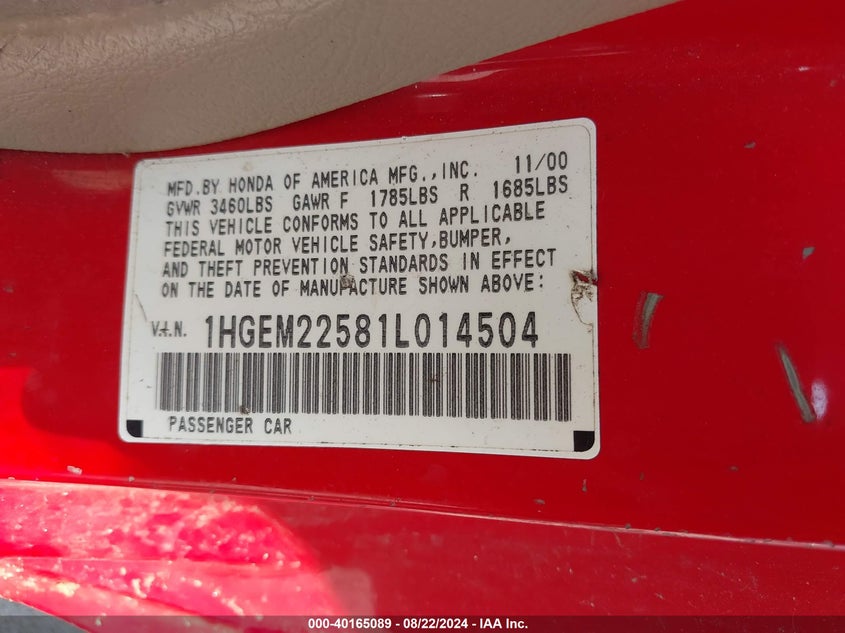 MFD.BY HONDA OF AMERICA MFG.,INC. 11/00
GVWR 3460LBS GAWR F 1785LBS R 1685LBS
THIS VEHICLE CONFORMS TO ALL APPLICABLE
FEDERAL MOTOR VEHICLE SAFETY,BUMPER,
AND THEFT PREVENTION STANDARDS IN EFFECT
ON THE DATE OF MANUFACTURE SHOWN ABOVE:
V.I.N. 1HGEM22581L014504
PASSENGER CAR
000-40165089 - 08/22/2024 - IAA Inc.